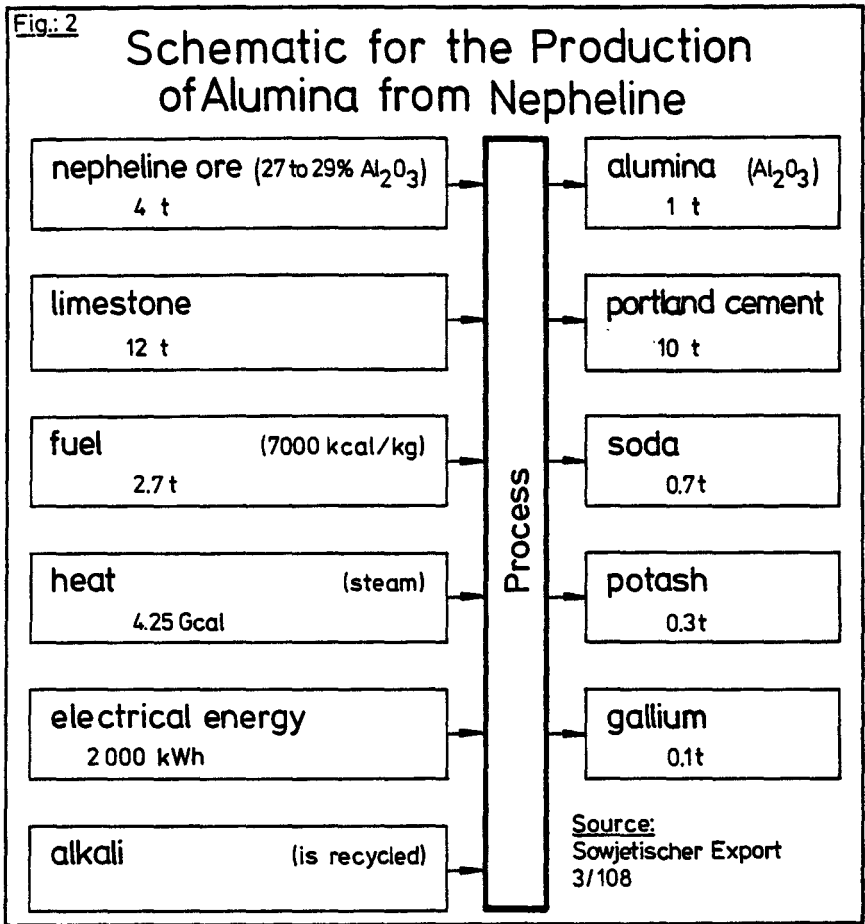 Fig.: 2
Schematic for the Production
of Alumina from Nepheline
nepheline ore (27 to 29% Al₂O₃)
4 t
limestone
12 t
fuel (7000 kcal/kg)
2.7 t
heat (steam)
4.25 Gcal
electrical energy
2 000 kWh
alkali (is recycled)
Process
alumina (Al₂O₃)
1 t
portland cement
10 t
soda
0.7 t
potash
0.3 t
gallium
0.1 t
Source:
Sowjetischer Export
3/108